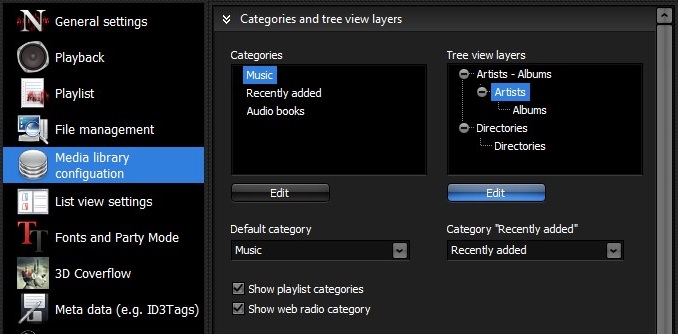 General settings
Playback
Playlist
File management
Media library
configuation
List view settings
Fonts and Party Mode
3D Coverflow
Meta data (e.g. ID3Tags)
Categories and tree view layers
Categories
Music
Recently added
Audio books
Edit
Tree view layers
Artists - Albums
Artists
Albums
Directories
Directories
Edit
Default category
Music
Category "Recently added"
Recently added
Show playlist categories
Show web radio category